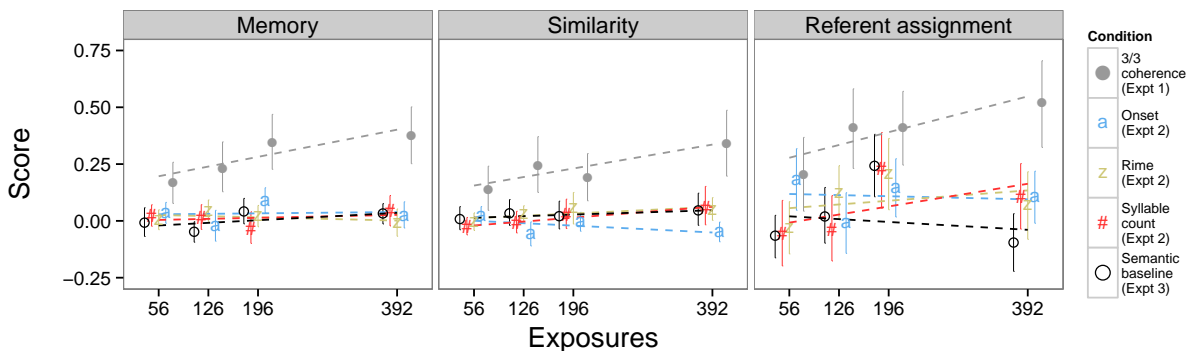 Memory
Similarity
Referent assignment
Score
0.75
0.50
0.25
0.00
−0.25
56
126
196
392
56
126
196
392
56
126
196
392
Exposures
Condition
3/3
coherence
(Expt 1)
a
Onset
(Expt 2)
z
Rime
(Expt 2)
#
Syllable
count
(Expt 2)
Semantic
baseline
(Expt 3)